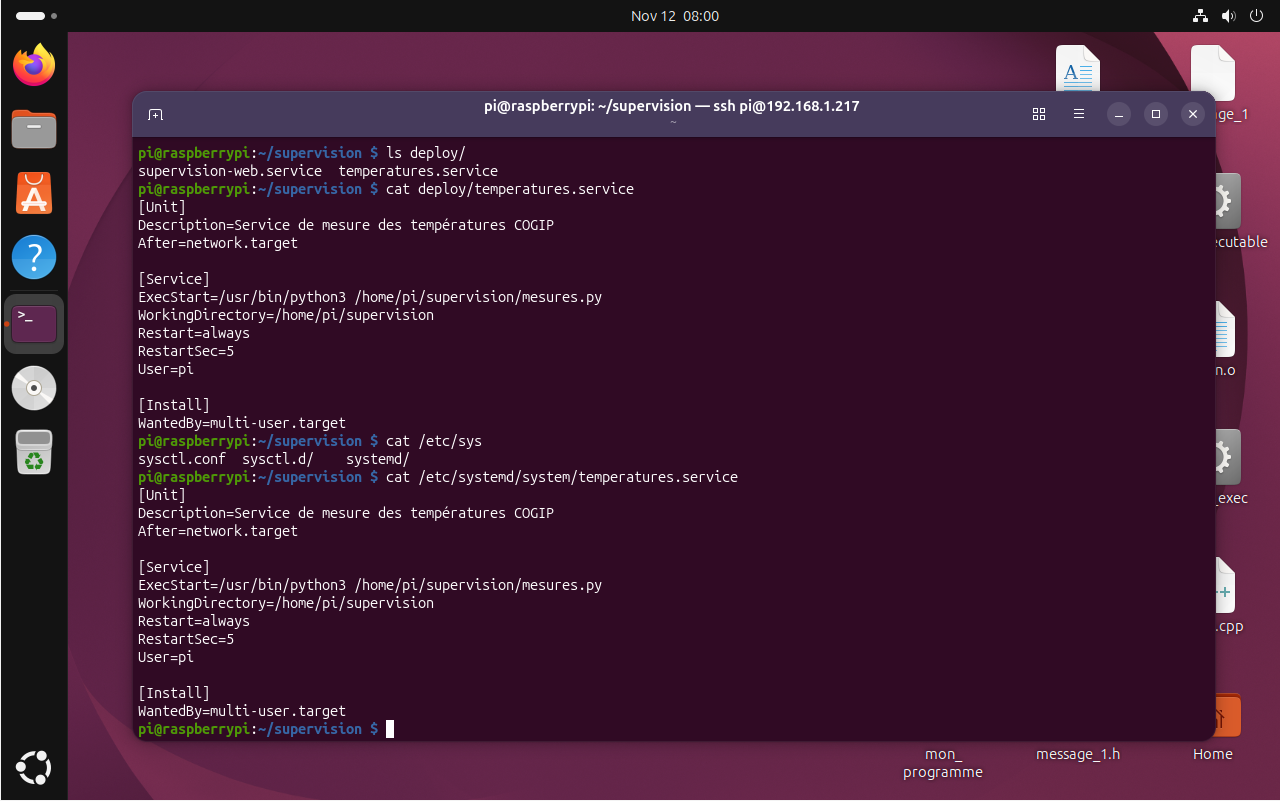 Nov 12 08:00
pi@raspberrypi: ~/supervision — ssh pi@192.168.1.217
~
pi@raspberrypi:~/supervision $ ls deploy/
supervision-web.service  temperatures.service
pi@raspberrypi:~/supervision $ cat deploy/temperatures.service
[Unit]
Description=Service de mesure des températures COGIP
After=network.target
[Service]
ExecStart=/usr/bin/python3 /home/pi/supervision/mesures.py
WorkingDirectory=/home/pi/supervision
Restart=always
RestartSec=5
User=pi
[Install]
WantedBy=multi-user.target
pi@raspberrypi:~/supervision $ cat /etc/sys
sysctl.conf  sysctl.d/    systemd/
pi@raspberrypi:~/supervision $ cat /etc/systemd/system/temperatures.service
[Unit]
Description=Service de mesure des températures COGIP
After=network.target
[Service]
ExecStart=/usr/bin/python3 /home/pi/supervision/mesures.py
WorkingDirectory=/home/pi/supervision
Restart=always
RestartSec=5
User=pi
[Install]
WantedBy=multi-user.target
pi@raspberrypi:~/supervision $
ge_1
ecutable
n.o
_exec
.cpp
mon_
programme
message_1.h
Home